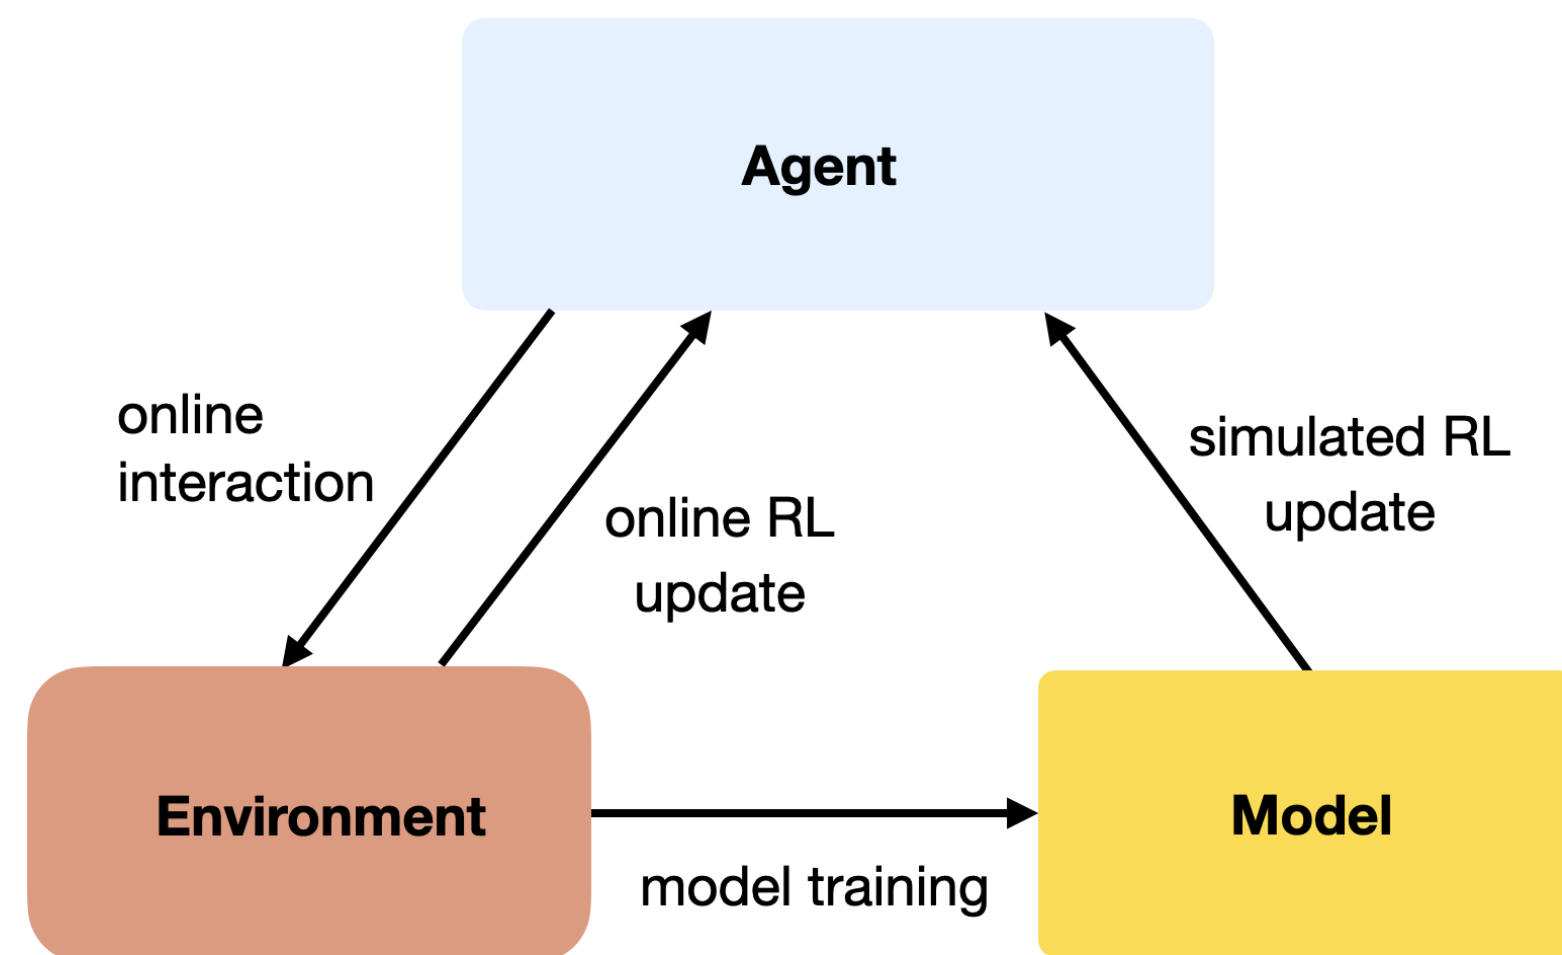 Agent
online
interaction
online RL
update
simulated RL
update
Environment
model training
Model